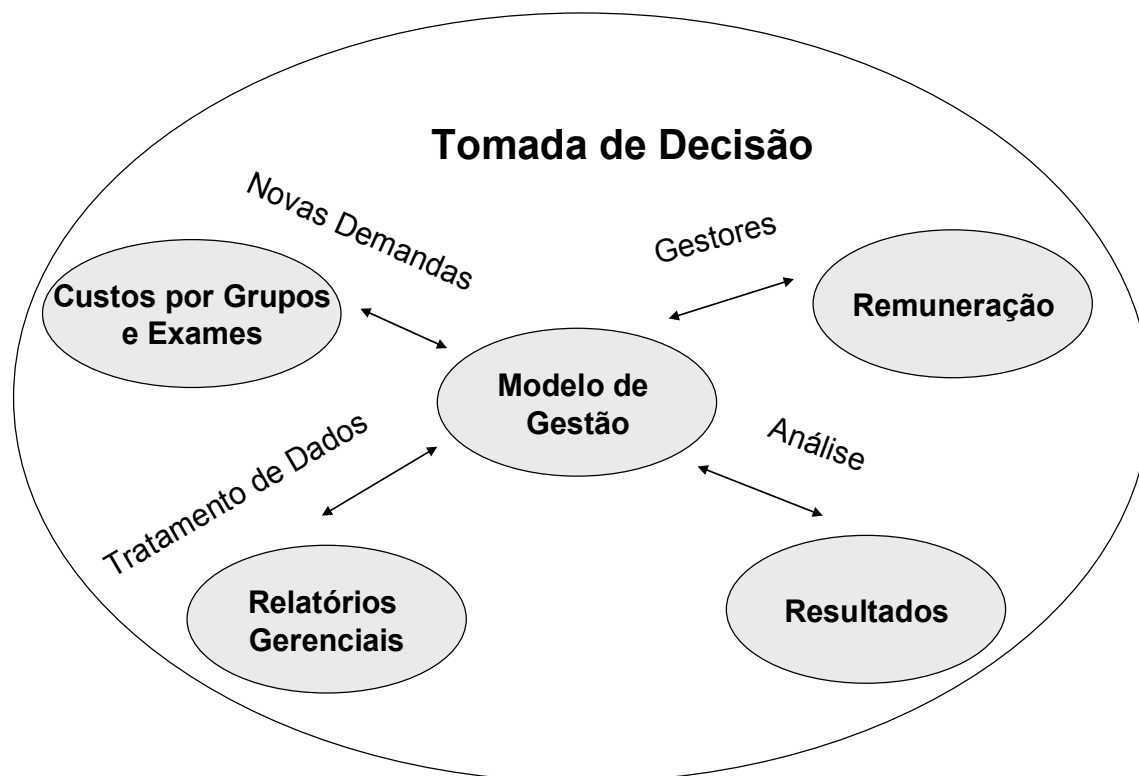 Tomada de Decisão
Novas Demandas
Gestores
Custos por Grupos
e Exames
Remuneração
Modelo de
Gestão
Análise
Tratamento de Dados
Relatórios
Gerenciais
Resultados